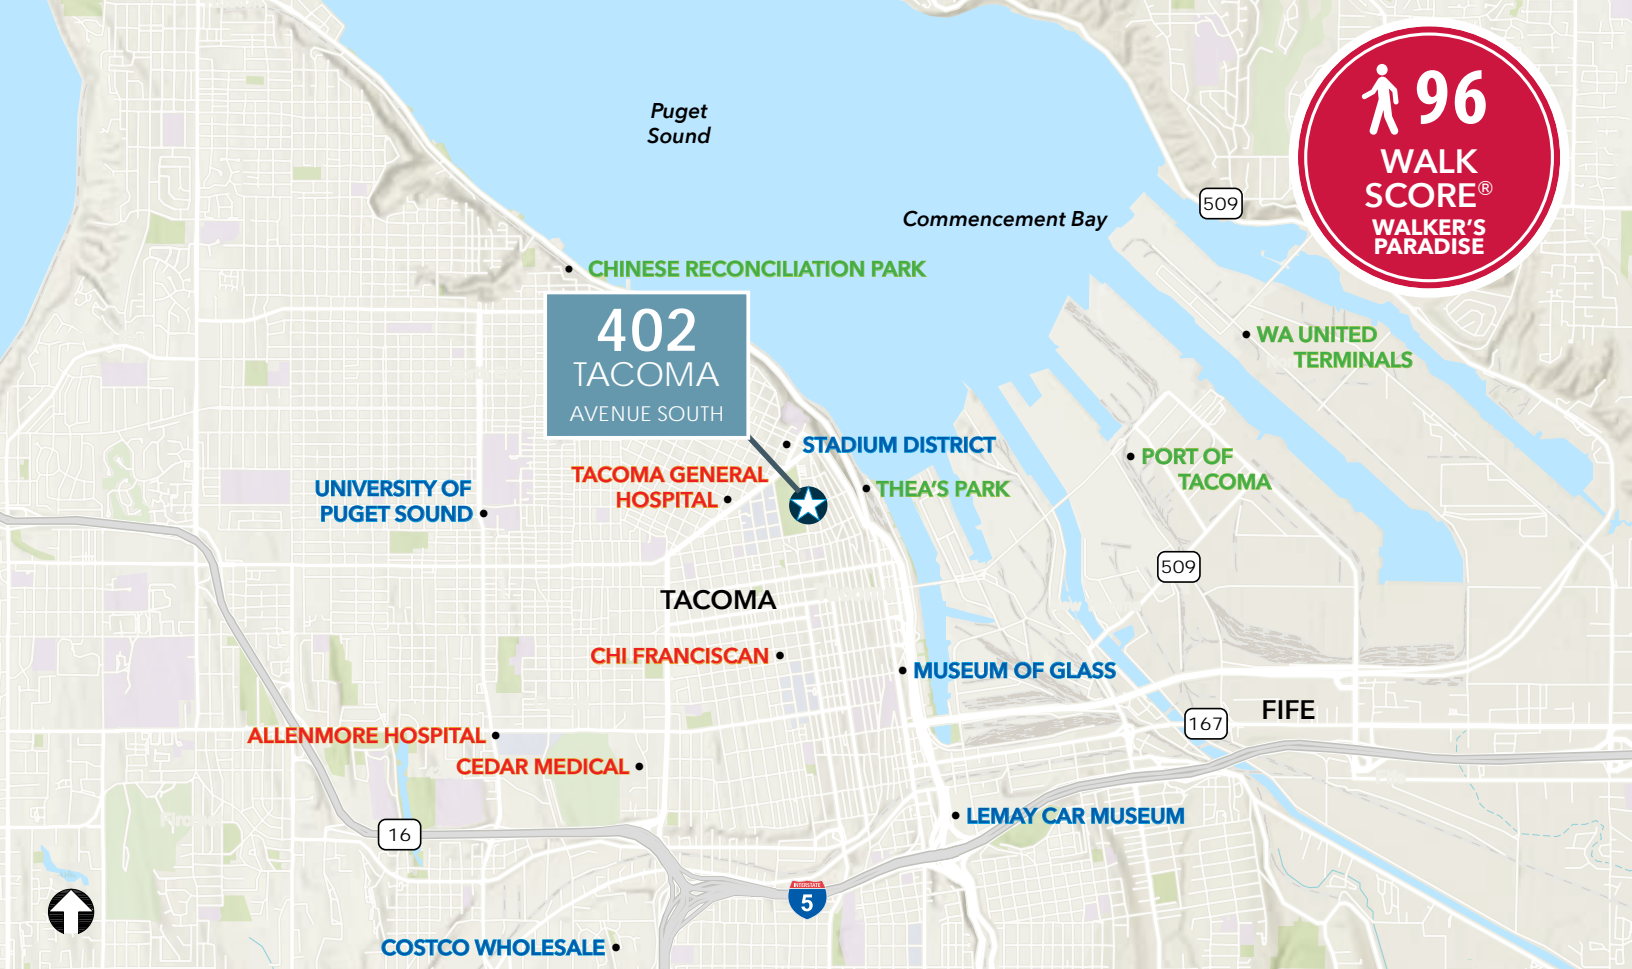 Puget
Sound
96
WALK
SCORE®
WALKER'S
PARADISE
509
Commencement Bay
CHINESE RECONCILIATION PARK
402
TACOMA
AVENUE SOUTH
WA UNITED
TERMINALS
STADIUM DISTRICT
PORT OF
TACOMA
TACOMA GENERAL
HOSPITAL
THEA'S PARK
UNIVERSITY OF
PUGET SOUND
509
TACOMA
CHI FRANCISCAN
MUSEUM OF GLASS
FIFE
167
ALLENMORE HOSPITAL
CEDAR MEDICAL
LEMAY CAR MUSEUM
16
INTERSTATE
5
COSTCO WHOLESALE